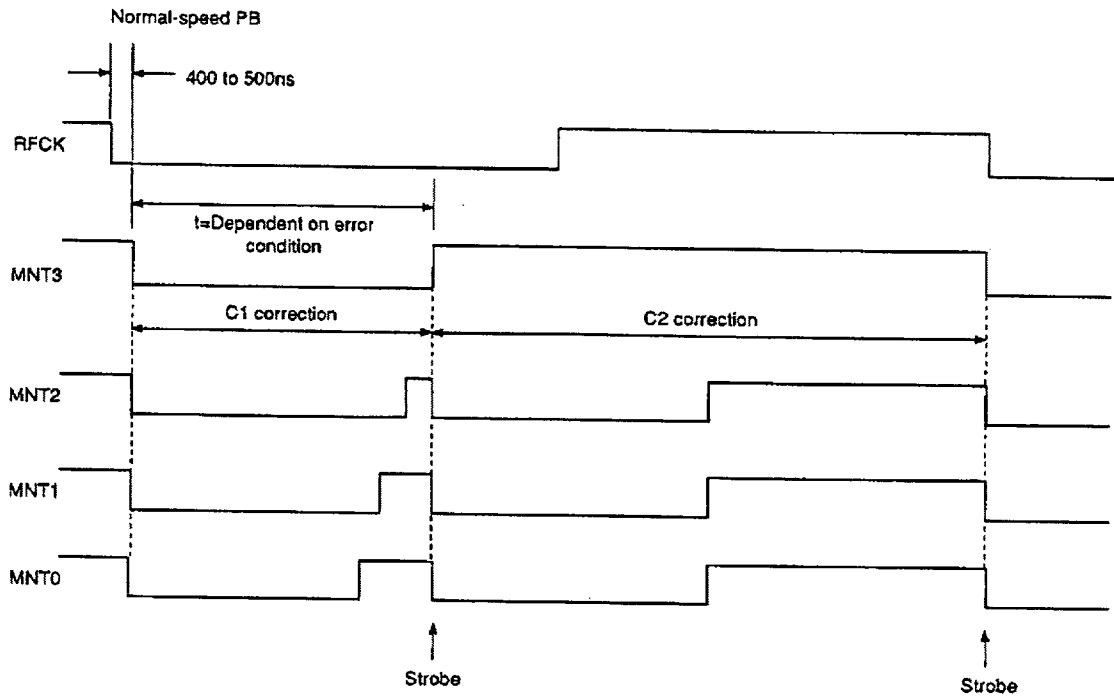 Normal-speed PB
400 to 500ns
RFCK
t=Dependent on error
condition
MNT3
C1 correction
C2 correction
MNT2
MNT1
MNT0
Strobe
Strobe